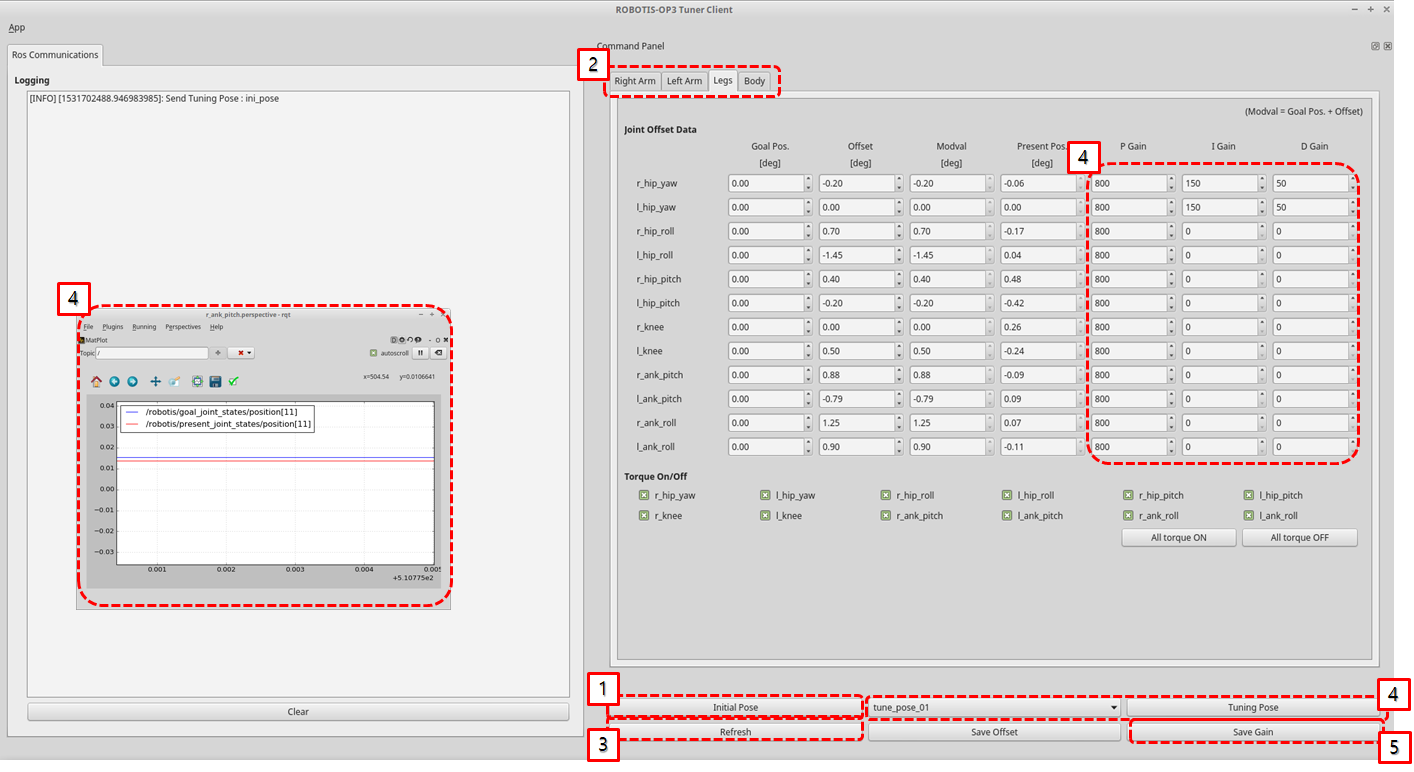 ROBOTIS-OP3 Tuner Client
App
Ros Communications
Logging
[INFO] [1531702488.946983985]: Send Tuning Pose : ini_pose
4
r_ank_pitch.perspective - rqt
File Plugins Running Perspectives Help
MatPlot
Topic /
autoscroll
x=504.54 y=0.0106641
/robotis/goal_joint_states/position[11]
/robotis/present_joint_states/position[11]
0.04
0.03
0.02
0.01
0.00
−0.01
−0.02
−0.03
0.001 0.002 0.003 0.004 0.005
+5.10775e2
Clear
Command Panel
2
Right Arm Left Arm Legs Body
(Modval = Goal Pos. + Offset)
Joint Offset Data
Goal Pos. Offset Modval Present Pos. 4 P Gain I Gain D Gain
[deg] [deg] [deg] [deg]
r_hip_yaw 0.00 -0.20 -0.20 -0.06 800 150 50
l_hip_yaw 0.00 0.00 0.00 0.00 800 150 50
r_hip_roll 0.00 0.70 0.70 -0.17 800 0 0
l_hip_roll 0.00 -1.45 -1.45 0.04 800 0 0
r_hip_pitch 0.00 0.40 0.40 0.48 800 0 0
l_hip_pitch 0.00 -0.20 -0.20 -0.42 800 0 0
r_knee 0.00 0.00 0.00 0.26 800 0 0
l_knee 0.00 0.50 0.50 -0.24 800 0 0
r_ank_pitch 0.00 0.88 0.88 -0.09 800 0 0
l_ank_pitch 0.00 -0.79 -0.79 0.09 800 0 0
r_ank_roll 0.00 1.25 1.25 0.07 800 0 0
l_ank_roll 0.00 0.90 0.90 -0.11 800 0 0
Torque On/Off
r_hip_yaw l_hip_yaw r_hip_roll l_hip_roll r_hip_pitch l_hip_pitch
r_knee l_knee r_ank_pitch l_ank_pitch r_ank_roll l_ank_roll
All torque ON All torque OFF
1 Initial Pose tune_pose_01 Tuning Pose 4
3 Refresh Save Offset Save Gain 5